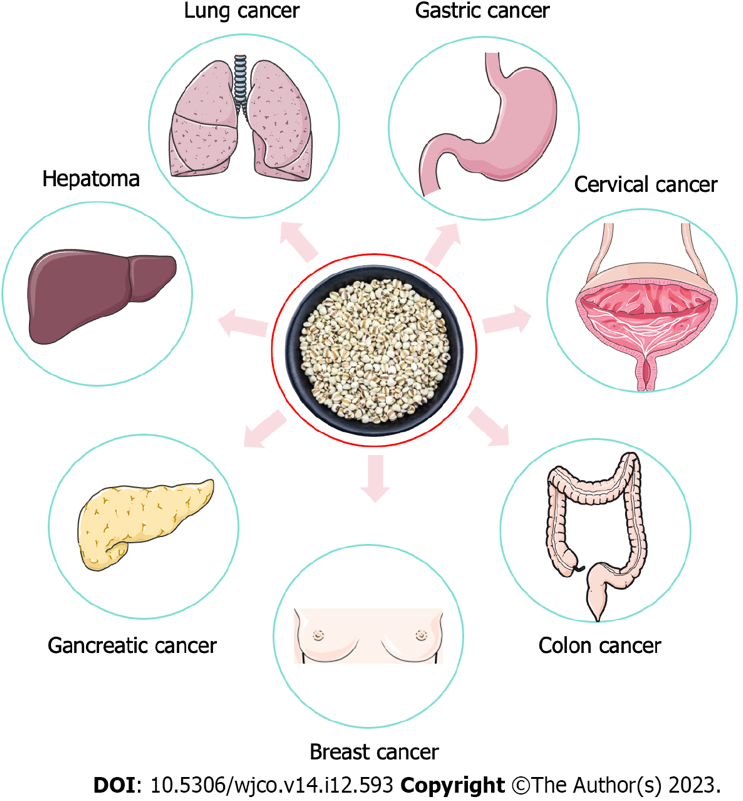 Lung cancer
Gastric cancer
Hepatoma
Cervical cancer
Gancreatic cancer
Colon cancer
Breast cancer
DOI: 10.5306/wjco.v14.i12.593 Copyright ©The Author(s) 2023.